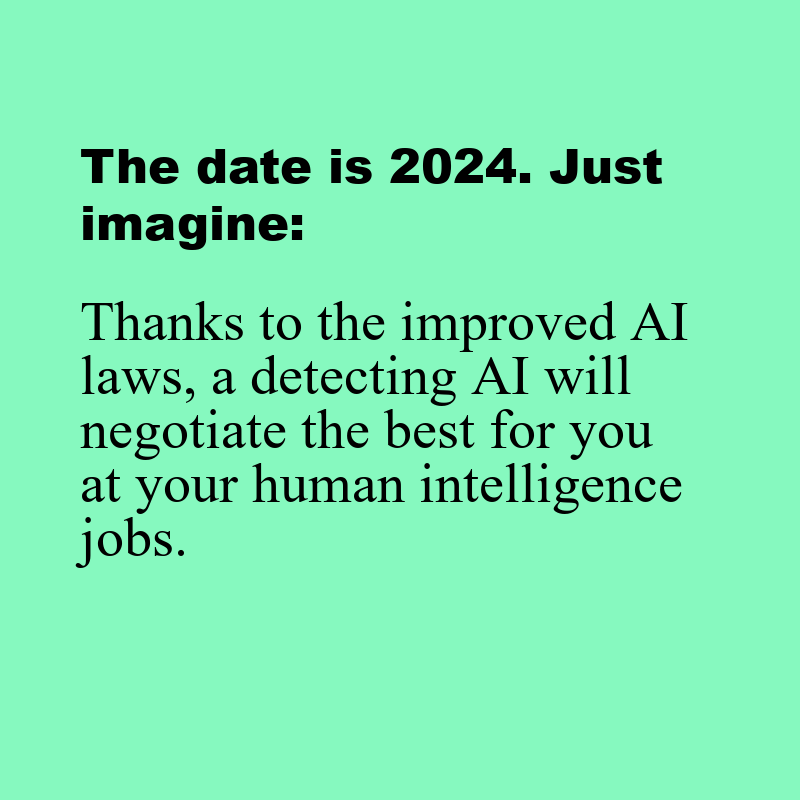 The date is 2024. Just
imagine:
Thanks to the improved AI
laws, a detecting AI will
negotiate the best for you
at your human intelligence
jobs.